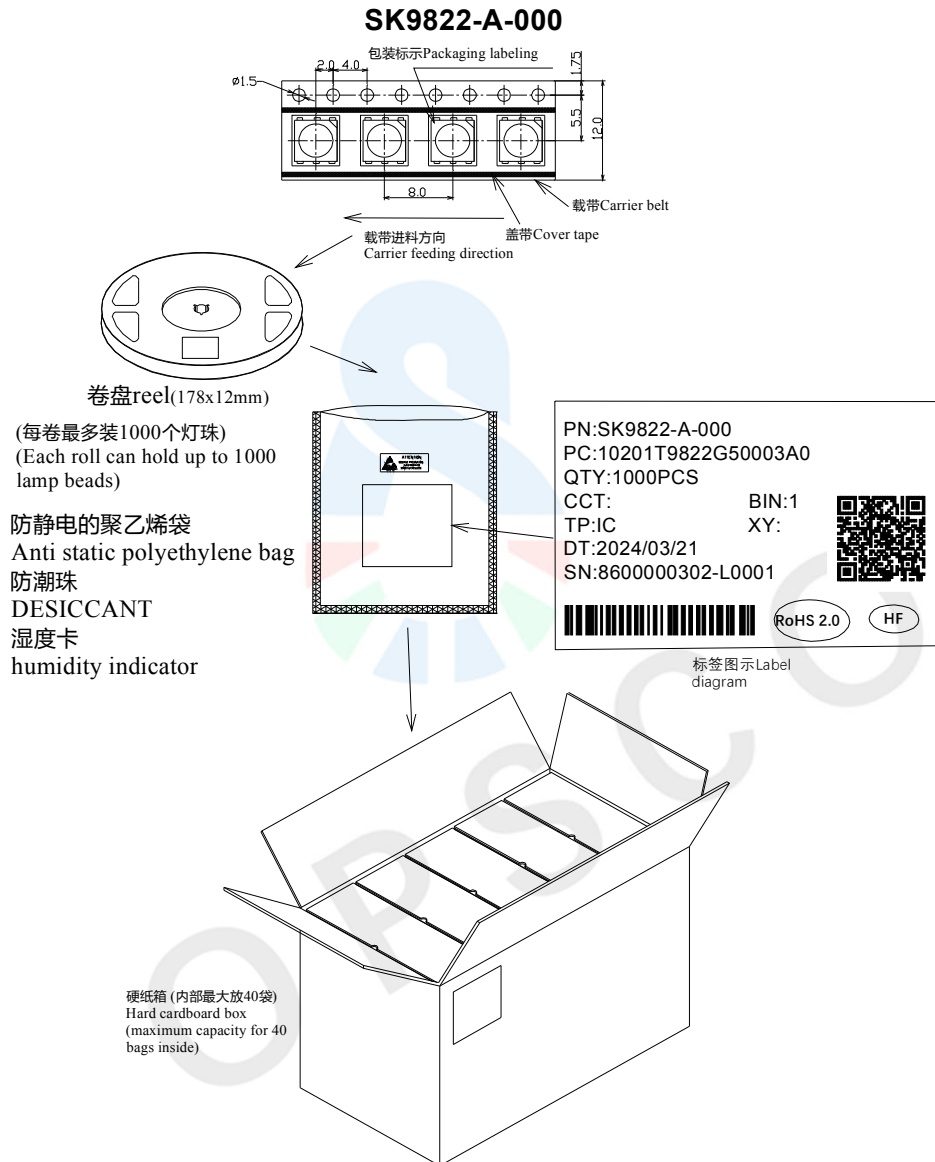 SK9822-A-000
包装标示Packaging labeling
2.0
4.0
1.75
ø1.5
5.5
12.0
8.0
载带Carrier belt
盖带Cover tape
载带进料方向
Carrier feeding direction
卷盘reel(178x12mm)
(每卷最多装1000个灯珠)
(Each roll can hold up to 1000
lamp beads)
防静电的聚乙烯袋
Anti static polyethylene bag
防潮珠
DESICCANT
湿度卡
humidity indicator
ATTENTION
PN:SK9822-A-000
PC:10201T9822G50003A0
QTY:1000PCS
CCT: BIN:1
TP:IC XY:
DT:2024/03/21
SN:8600000302-L0001
RoHS 2.0
HF
标签图示Label
diagram
硬纸箱 (内部最大放40袋)
Hard cardboard box
(maximum capacity for 40
bags inside)
OPSCO